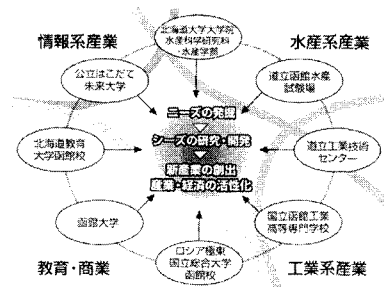 北海道大学大学院
水産科学研究科
・水産学部
情報系産業
水産系産業
公立はこだて
未来大学
道立函館水産
試験場
ニーズの発掘
シーズの研究・開発
新産業の創出
産業・経済の活性化
北海道教育
大学函館校
道立工業技術
センター
函館大学
国立函館工業
高等専門学校
ロシア極東
国立総合大学
函館校
教育・商業
工業系産業